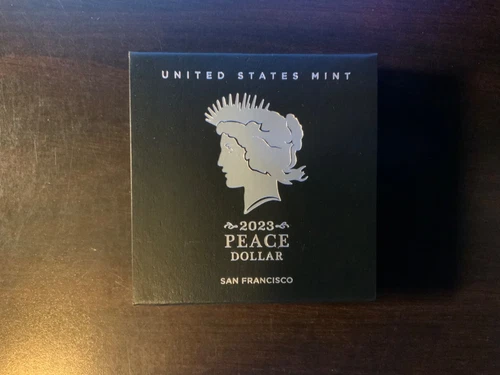 UNITED STATES MINT
2023
PEACE
DOLLAR
SAN FRANCISCO